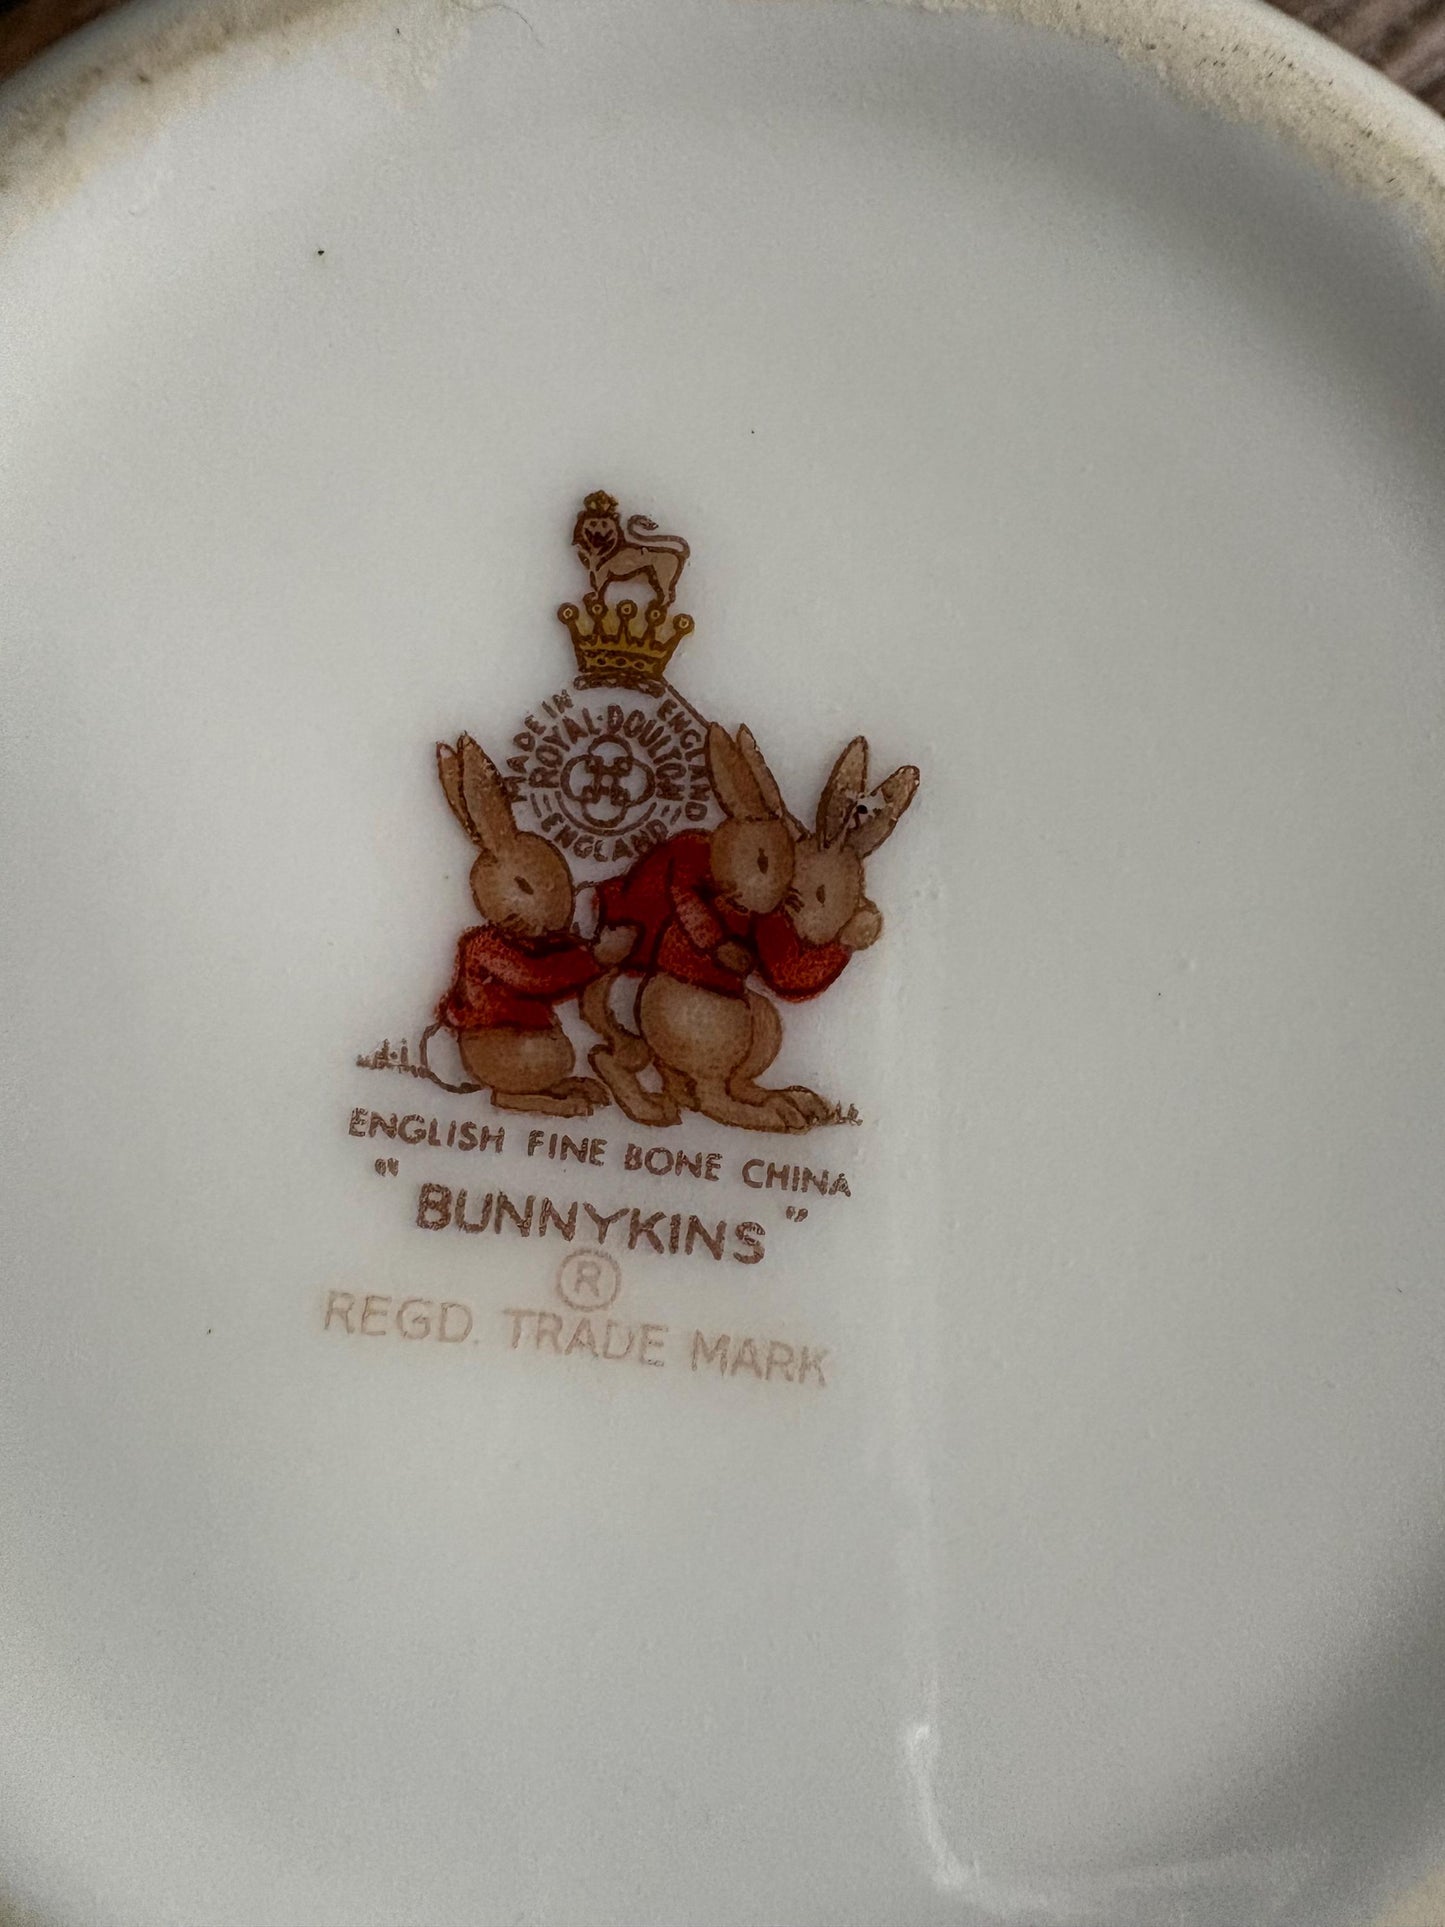 MADE IN ENGLAND
ROYAL·DOULTON
ENGLAND
ENGLISH FINE BONE CHINA
"BUNNYKINS"
®
REGD. TRADE MARK